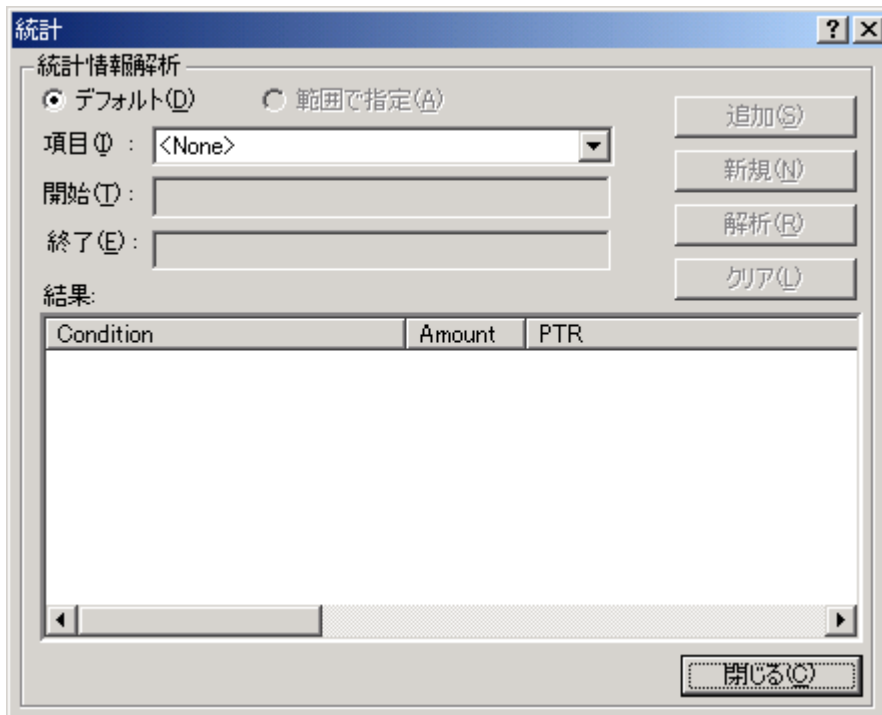 統計
統計情報解析
デフォルト(D) 範囲で指定(A)
追加(S)
項目(I) : <None>
新規(N)
開始(T) :
解析(R)
終了(E) :
クリア(L)
結果:
Condition Amount PTR
閉じる(C)